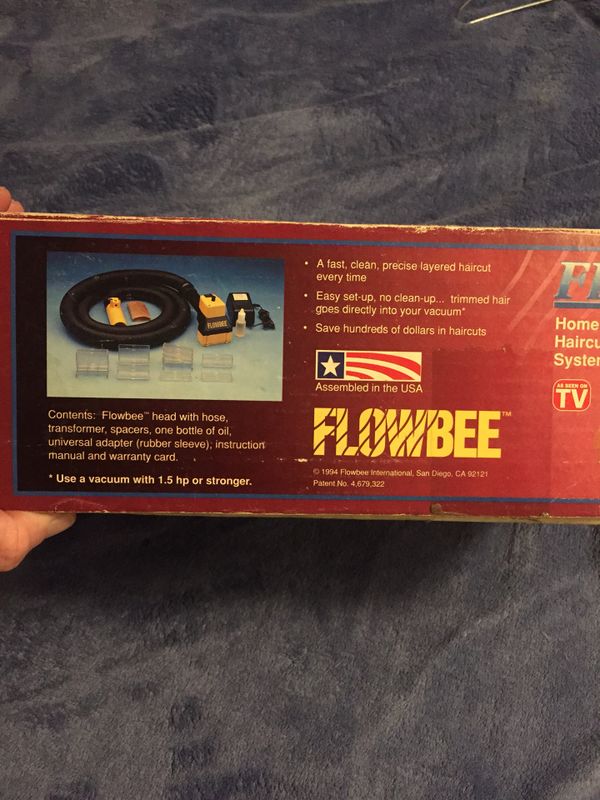 FLOWBEE
• A fast, clean, precise layered haircut
every time
• Easy set-up, no clean-up... trimmed hair
goes directly into your vacuum*
• Save hundreds of dollars in haircuts
Assembled in the USA
FLOWBEE™
© 1994 Flowbee International, San Diego, CA 92121
Patent No. 4,679,322
Contents: Flowbee™ head with hose,
transformer, spacers, one bottle of oil,
universal adapter (rubber sleeve), instruction
manual and warranty card.
* Use a vacuum with 1.5 hp or stronger.
Home
Haircu
System
AS SEEN ON
TV